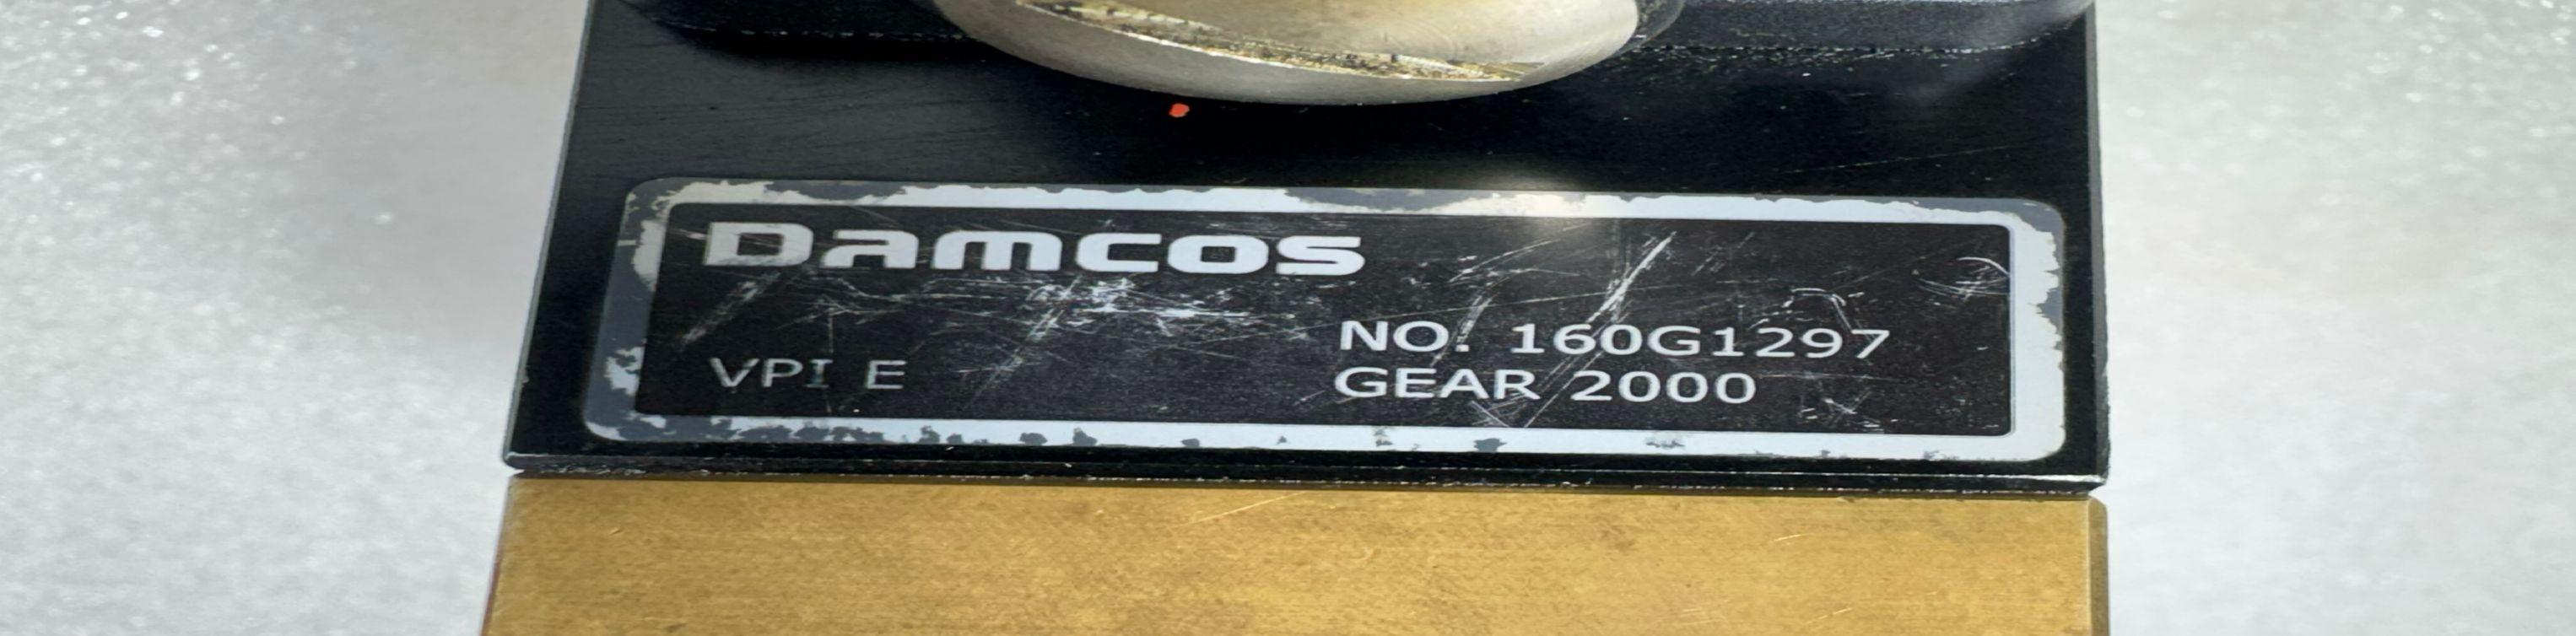 Damcos
NO. 160G1297
VPI E
GEAR 2000